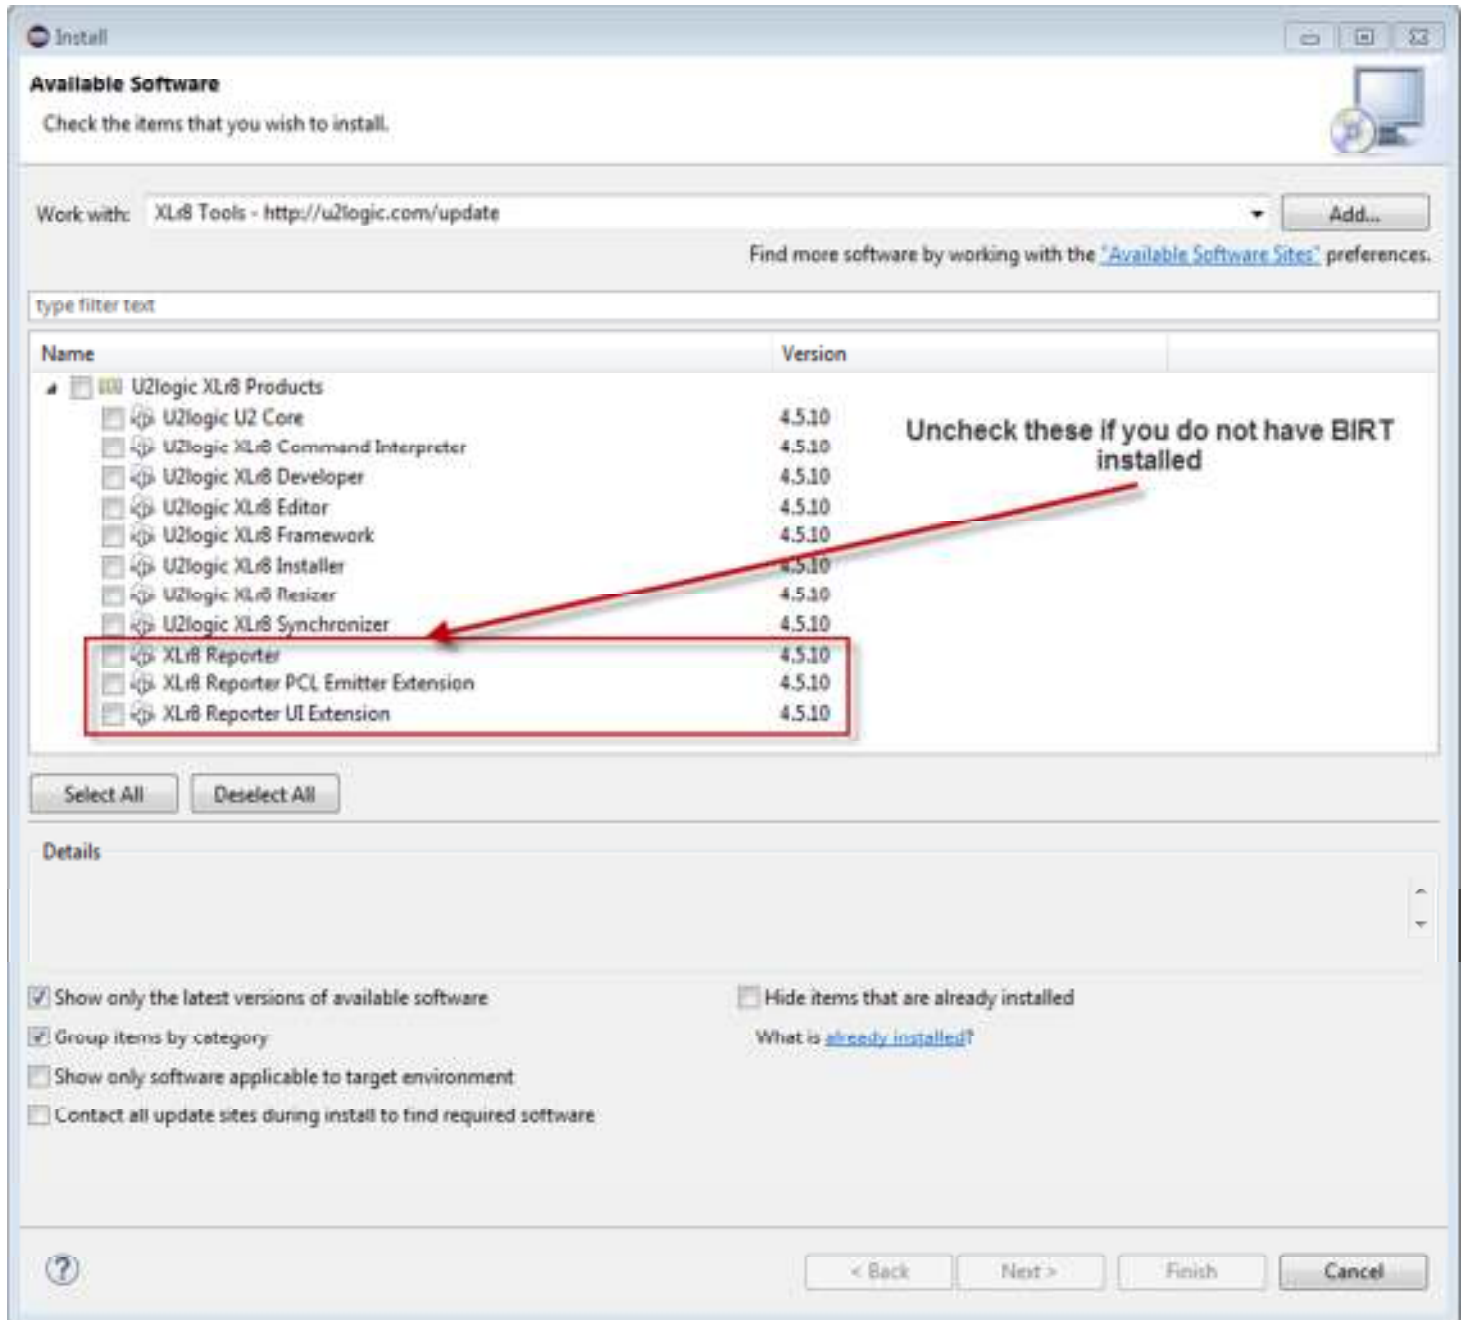 Install
Available Software
Check the items that you wish to install.
Work with: XLr8 Tools - http://u2logic.com/update
Add...
Find more software by working with the "Available Software Sites" preferences.
type filter text
Name Version
U2logic XLr8 Products
U2logic U2 Core 4.5.10
U2logic XLr8 Command Interpreter 4.5.10
U2logic XLr8 Developer 4.5.10
U2logic XLr8 Editor 4.5.10
U2logic XLr8 Framework 4.5.10
U2logic XLr8 Installer 4.5.10
U2logic XLr8 Resizer 4.5.10
U2logic XLr8 Synchronizer 4.5.10
XLr8 Reporter 4.5.10
XLr8 Reporter PCL Emitter Extension 4.5.10
XLr8 Reporter UI Extension 4.5.10
Uncheck these if you do not have BIRT
installed
Select All Deselect All
Details
Show only the latest versions of available software
Hide items that are already installed
Group items by category
What is already installed?
Show only software applicable to target environment
Contact all update sites during install to find required software
?
< Back Next > Finish Cancel